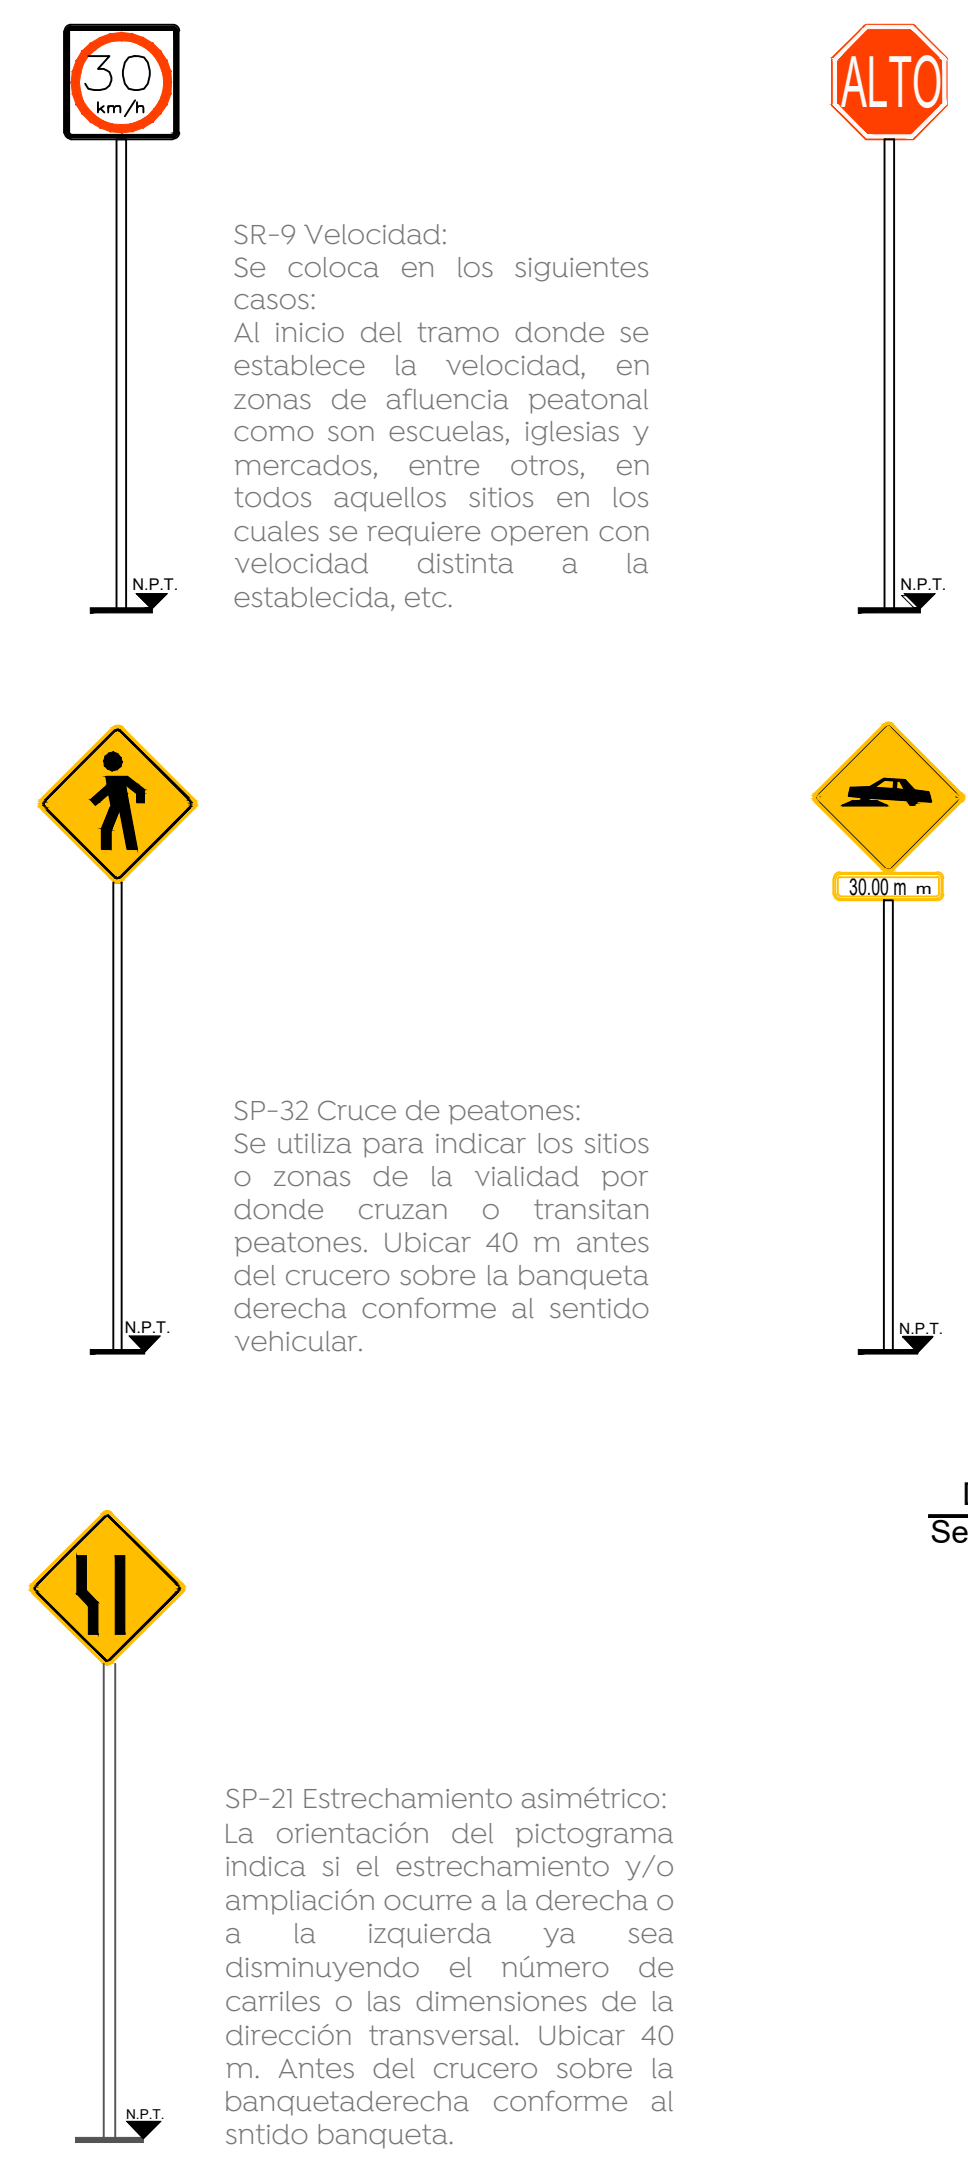 30
km/h
ALTO
SR-9 Velocidad:
Se coloca en los siguientes
casos:
Al inicio del tramo donde se
establece la velocidad, en
zonas de afluencia peatonal
como son escuelas, iglesias y
mercados, entre otros, en
todos aquellos sitios en los
cuales se requiere operen con
velocidad distinta a la
establecida, etc.
N.P.T.
N.P.T.
30.00 m m
SP-32 Cruce de peatones:
Se utiliza para indicar los sitios
o zonas de la vialidad por
donde cruzan o transitan
peatones. Ubicar 40 m antes
del crucero sobre la banqueta
derecha conforme al sentido
vehicular.
N.P.T.
N.P.T.
Se
SP-21 Estrechamiento asimétrico:
La orientación del pictograma
indica si el estrechamiento y/o
ampliación ocurre a la derecha o
a la izquierda ya sea
disminuyendo el número de
carriles o las dimensiones de la
dirección transversal. Ubicar 40
m. Antes del crucero sobre la
banquetaderecha conforme al
sntido banqueta.
N.P.T.